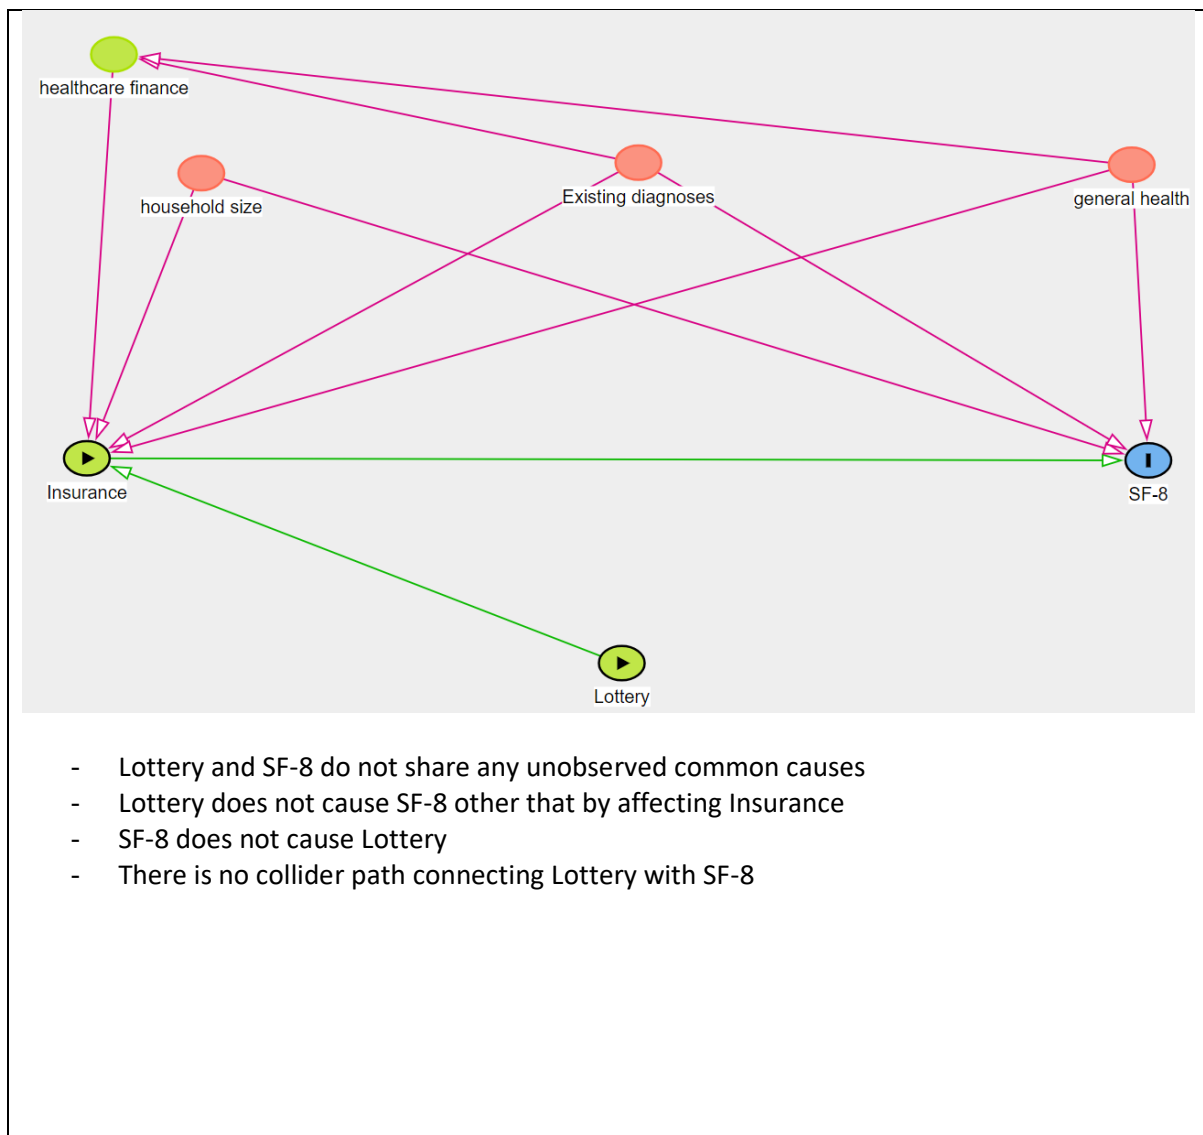 healthcare finance
household size
Existing diagnoses
general health
Insurance
SF-8
Lottery
- Lottery and SF-8 do not share any unobserved common causes
- Lottery does not cause SF-8 other that by affecting Insurance
- SF-8 does not cause Lottery
- There is no collider path connecting Lottery with SF-8